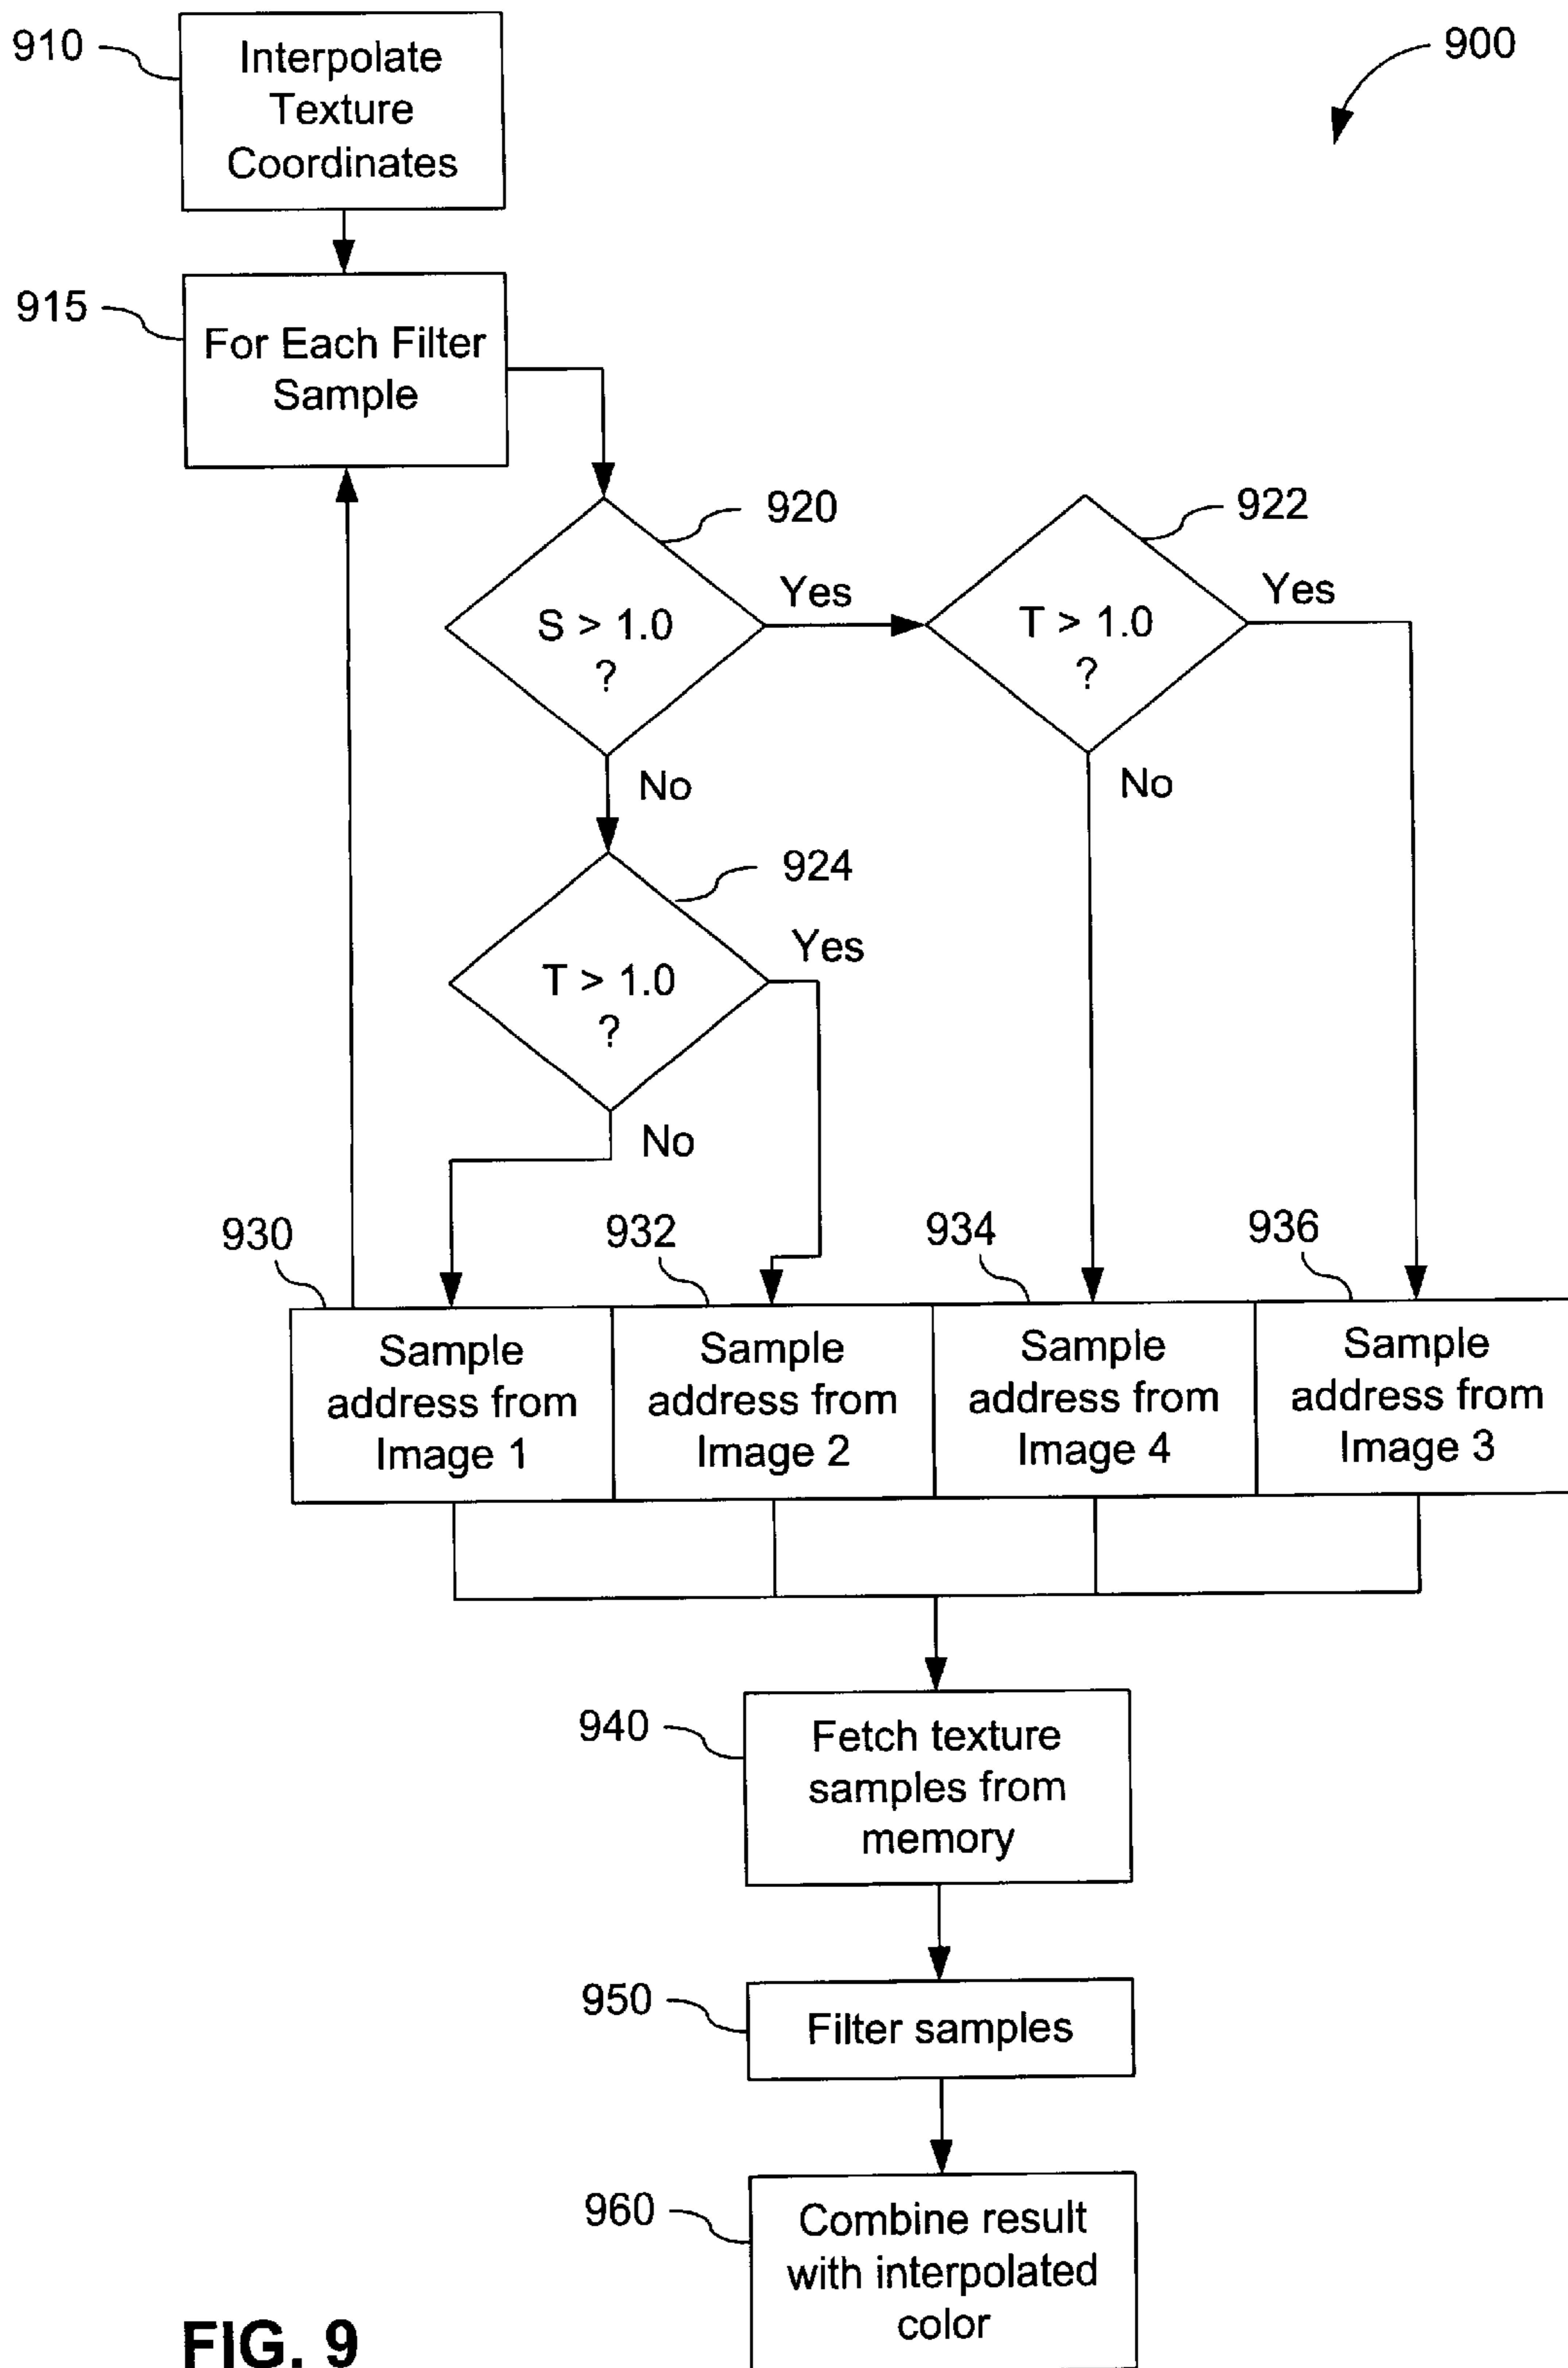 910
Interpolate
Texture
Coordinates
900
915
For Each Filter
Sample
920
S > 1.0
?
Yes
No
922
T > 1.0
?
Yes
No
924
T > 1.0
?
Yes
No
930
Sample
address from
Image 1
932
Sample
address from
Image 2
934
Sample
address from
Image 4
936
Sample
address from
Image 3
940
Fetch texture
samples from
memory
950
Filter samples
960
Combine result
with interpolated
color
FIG. 9